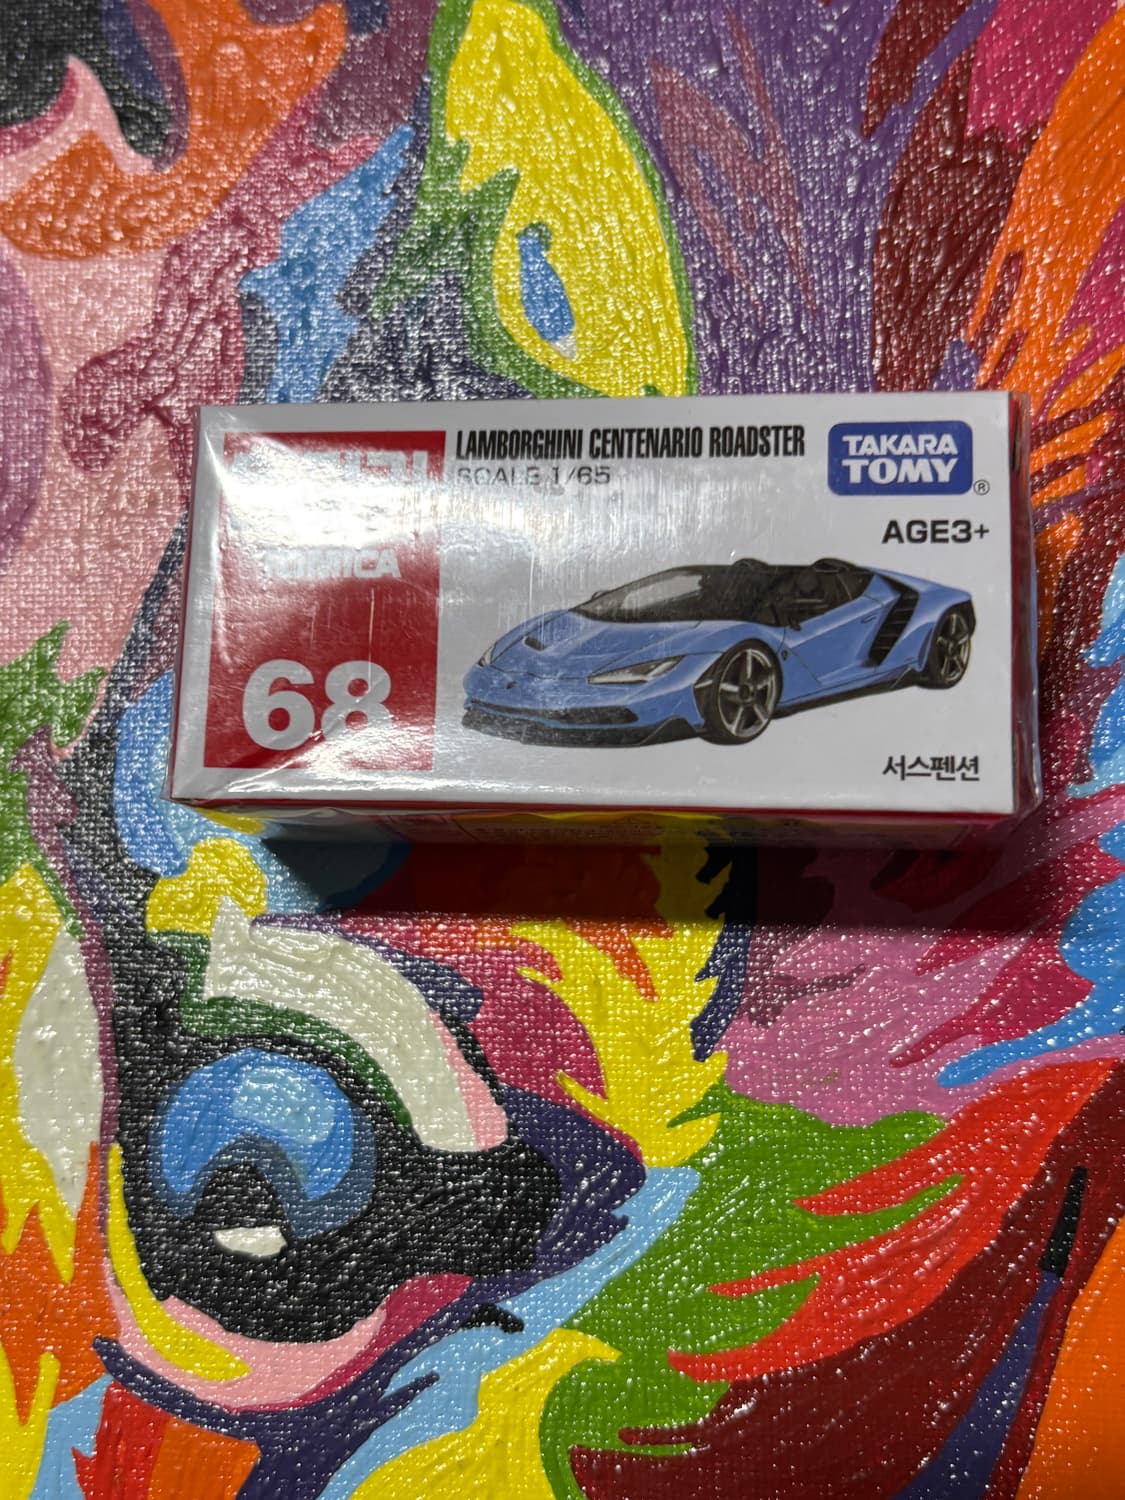 LAMBORGHINI CENTENARIO ROADSTER
SCALE 1/65
TAKARA
TOMY
®
AGE3+
TOMICA
68
서스펜션